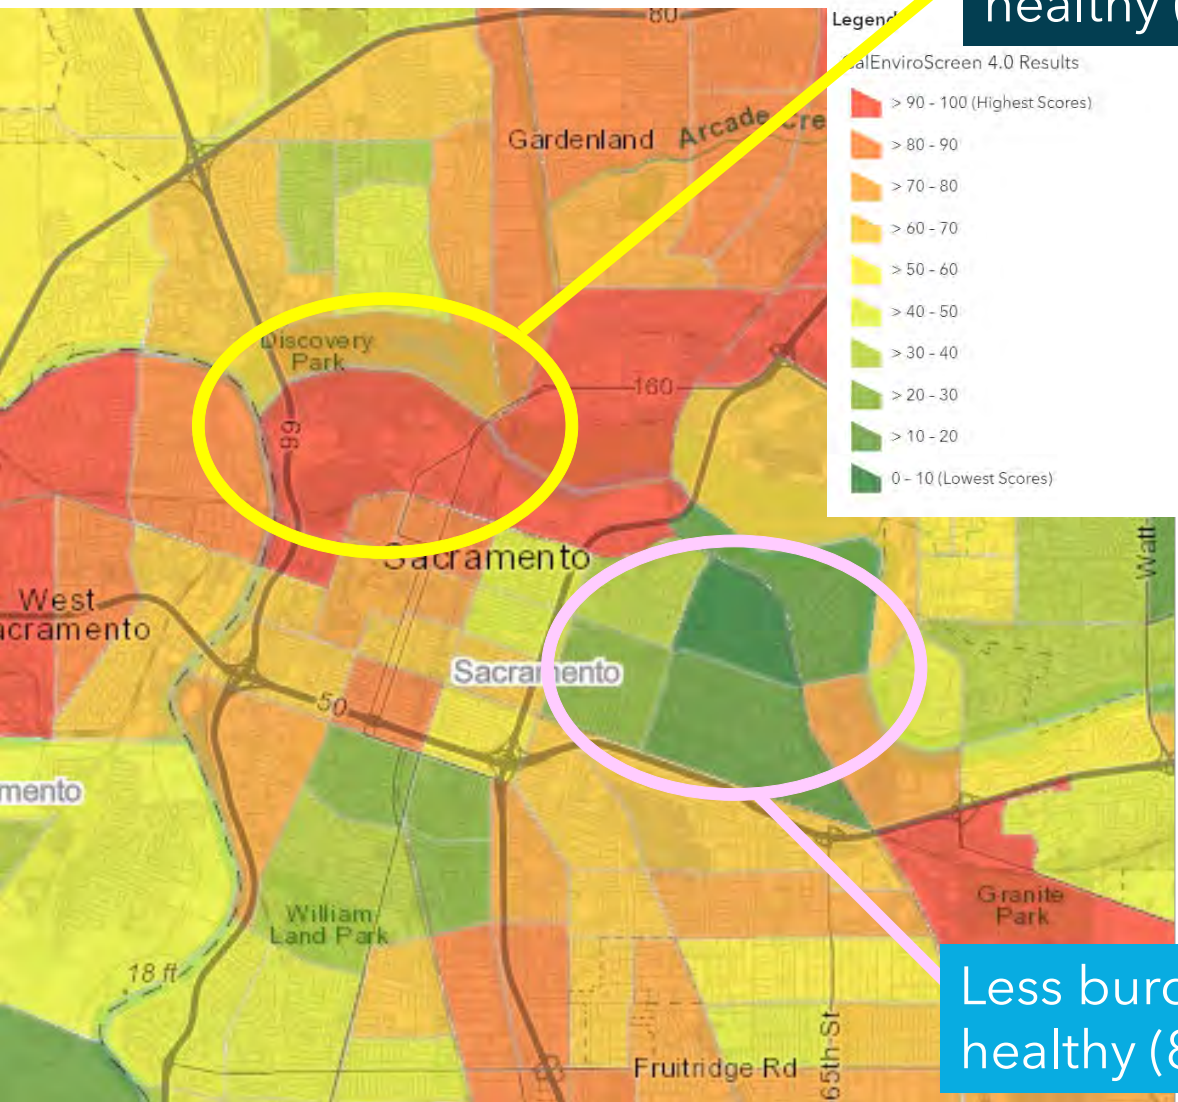 healthy (
80
Legend
CalEnviroScreen 4.0 Results
> 90 - 100 (Highest Scores)
> 80 - 90
> 70 - 80
> 60 - 70
> 50 - 60
> 40 - 50
> 30 - 40
> 20 - 30
> 10 - 20
0 - 10 (Lowest Scores)
Gardenland
Arcade Cre
Discovery
Park
160
99
Sacramento
West
acramento
Sacramento
50
Watt
mento
William
Land Park
Granite
Park
18 ft
Fruitridge Rd
65th St
Less burd
healthy (8